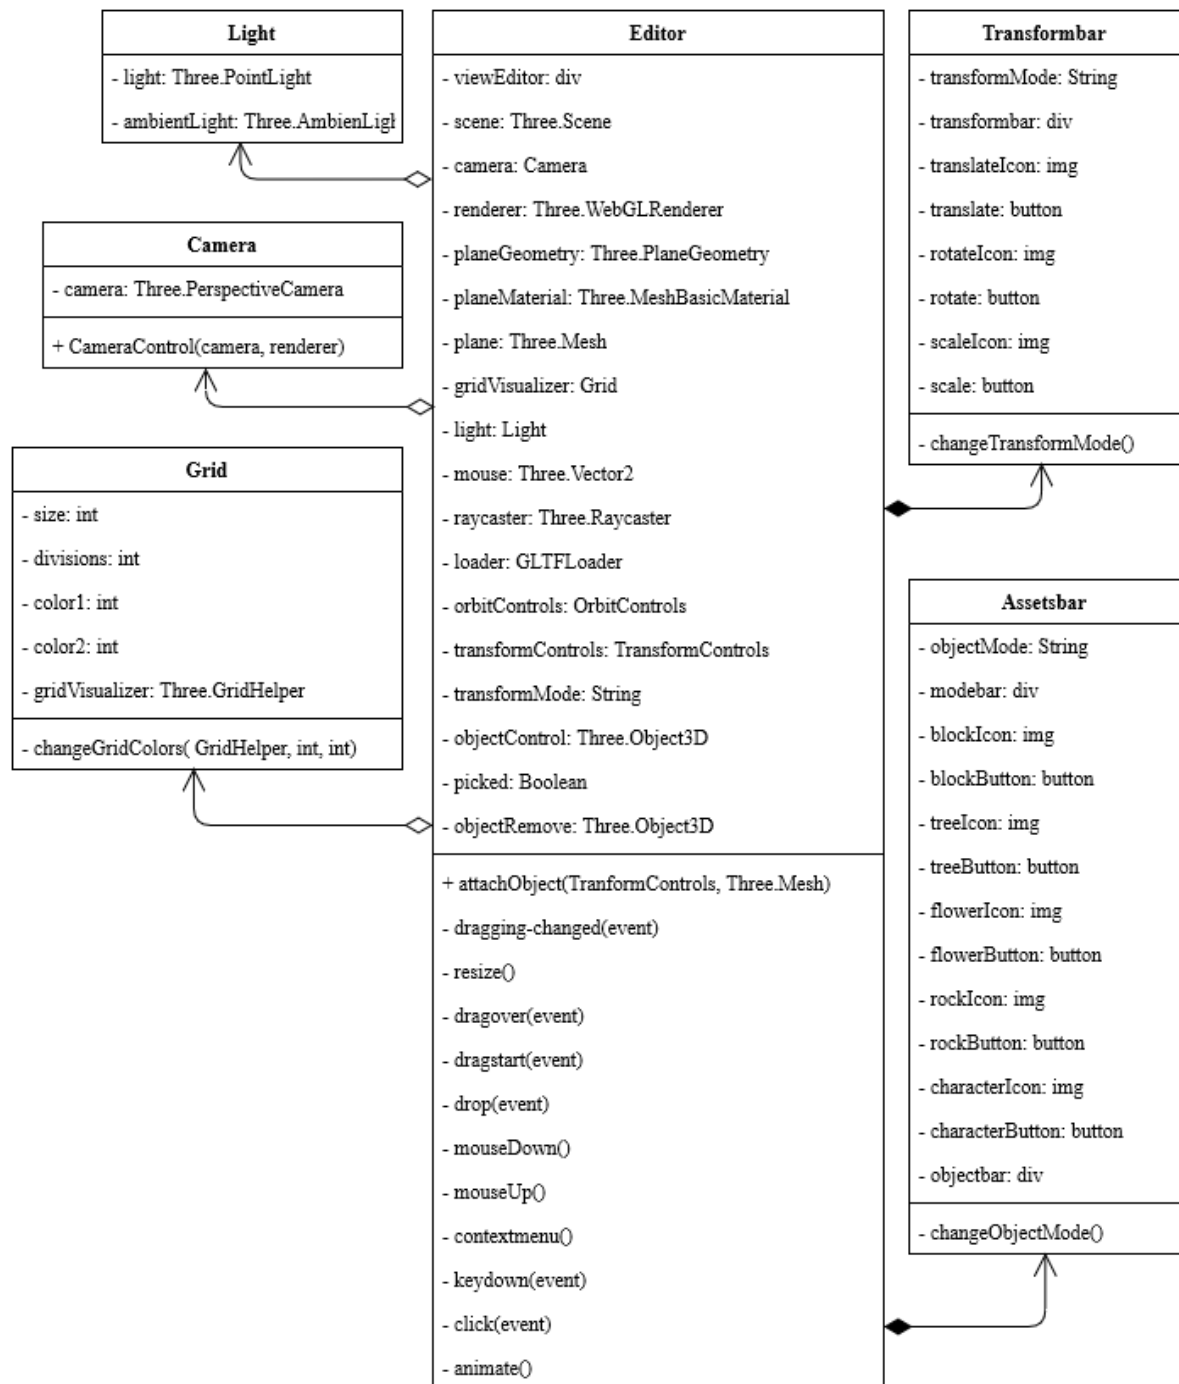 Light
- light: Three.PointLight
- ambientLight: Three.AmbienLigh
Camera
- camera: Three.PerspectiveCamera
+ CameraControl(camera, renderer)
Grid
- size: int
- divisions: int
- color1: int
- color2: int
- gridVisualizer: Three.GridHelper
- changeGridColors( GridHelper, int, int)
Editor
- viewEditor: div
- scene: Three.Scene
- camera: Camera
- renderer: Three.WebGLRenderer
- planeGeometry: Three.PlaneGeometry
- planeMaterial: Three.MeshBasicMaterial
- plane: Three.Mesh
- gridVisualizer: Grid
- light: Light
- mouse: Three.Vector2
- raycaster: Three.Raycaster
- loader: GLTFLoader
- orbitControls: OrbitControls
- transformControls: TransformControls
- transformMode: String
- objectControl: Three.Object3D
- picked: Boolean
- objectRemove: Three.Object3D
+ attachObject(TranformControls, Three.Mesh)
- dragging-changed(event)
- resize()
- dragover(event)
- dragstart(event)
- drop(event)
- mouseDown()
- mouseUp()
- contextmenu()
- keydown(event)
- click(event)
- animate()
Transformbar
- transformMode: String
- transformbar: div
- translateIcon: img
- translate: button
- rotateIcon: img
- rotate: button
- scaleIcon: img
- scale: button
- changeTransformMode()
Assetsbar
- objectMode: String
- modebar: div
- blockIcon: img
- blockButton: button
- treeIcon: img
- treeButton: button
- flowerIcon: img
- flowerButton: button
- rockIcon: img
- rockButton: button
- characterIcon: img
- characterButton: button
- objectbar: div
- changeObjectMode()